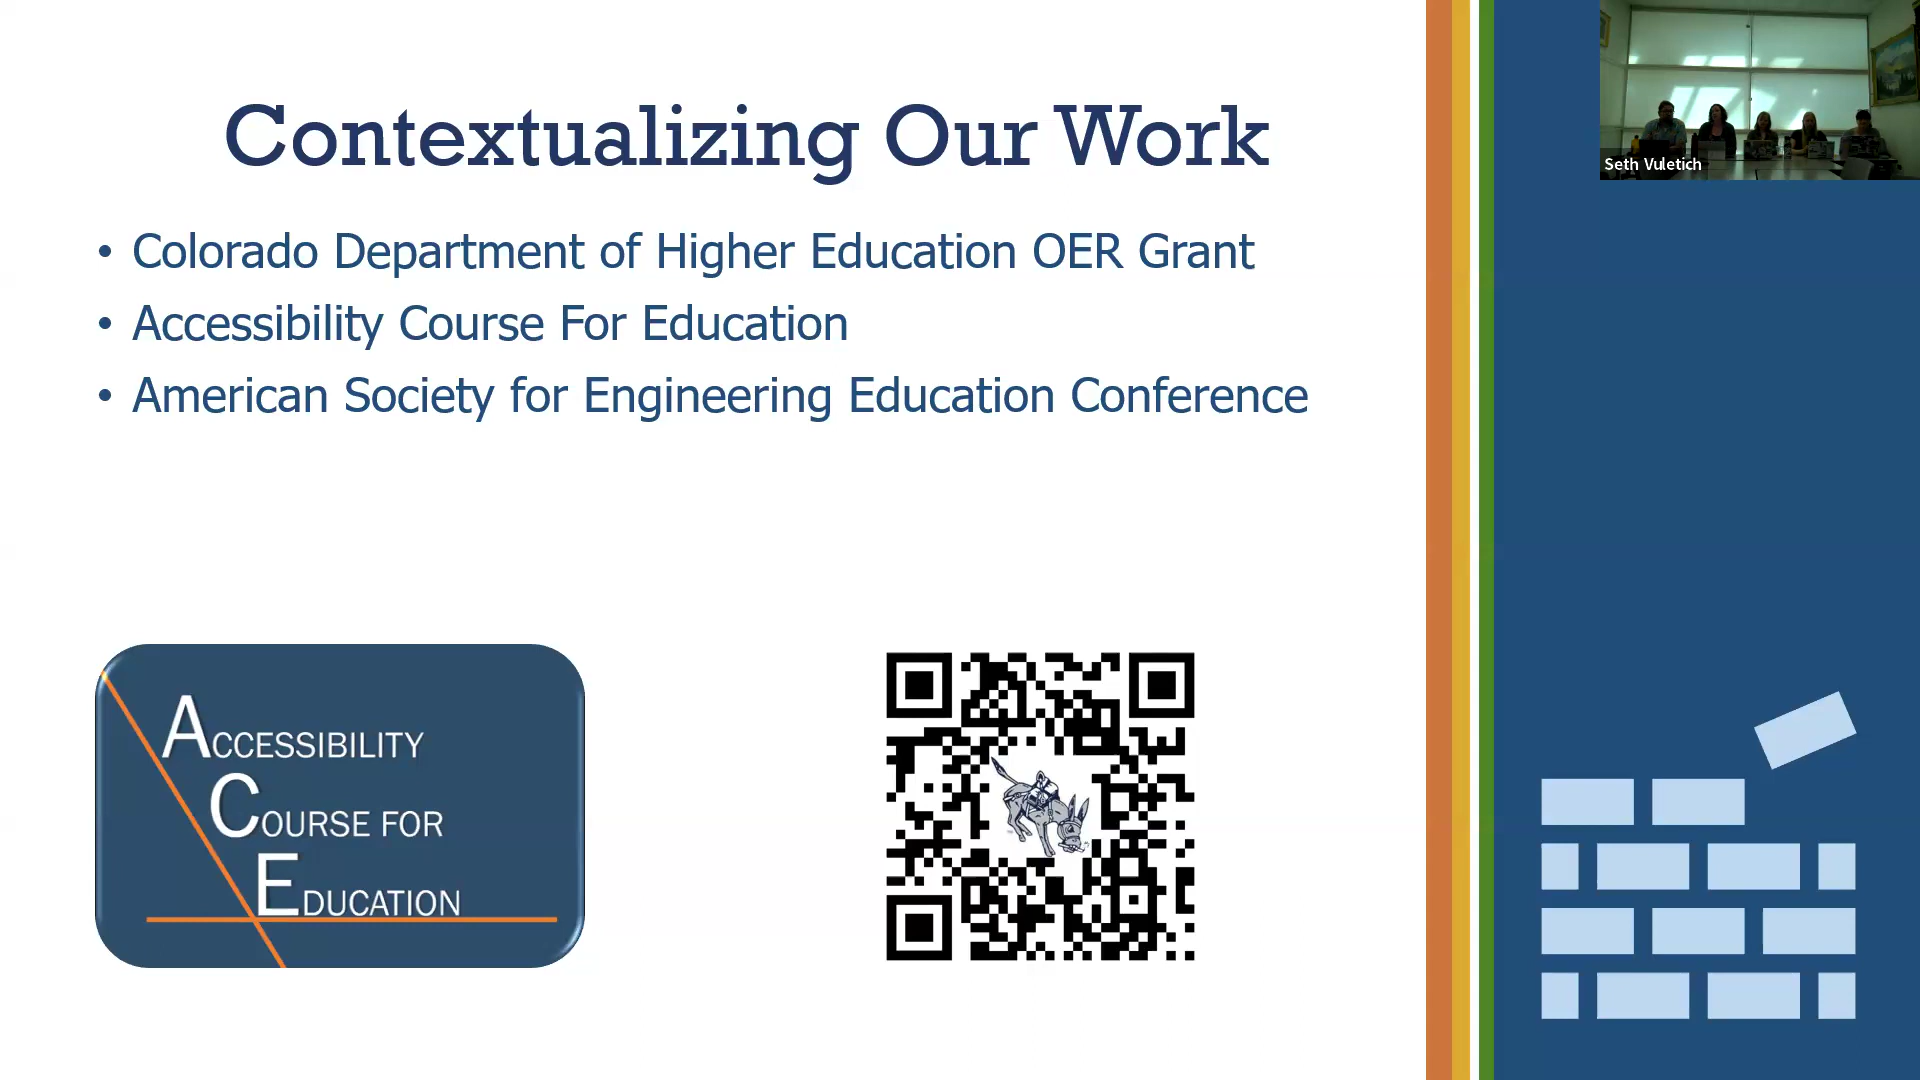 Contextualizing Our Work
• Colorado Department of Higher Education OER Grant
• Accessibility Course For Education
• American Society for Engineering Education Conference
ACCESSIBILITY
COURSE FOR
EDUCATION
Seth Vuletich